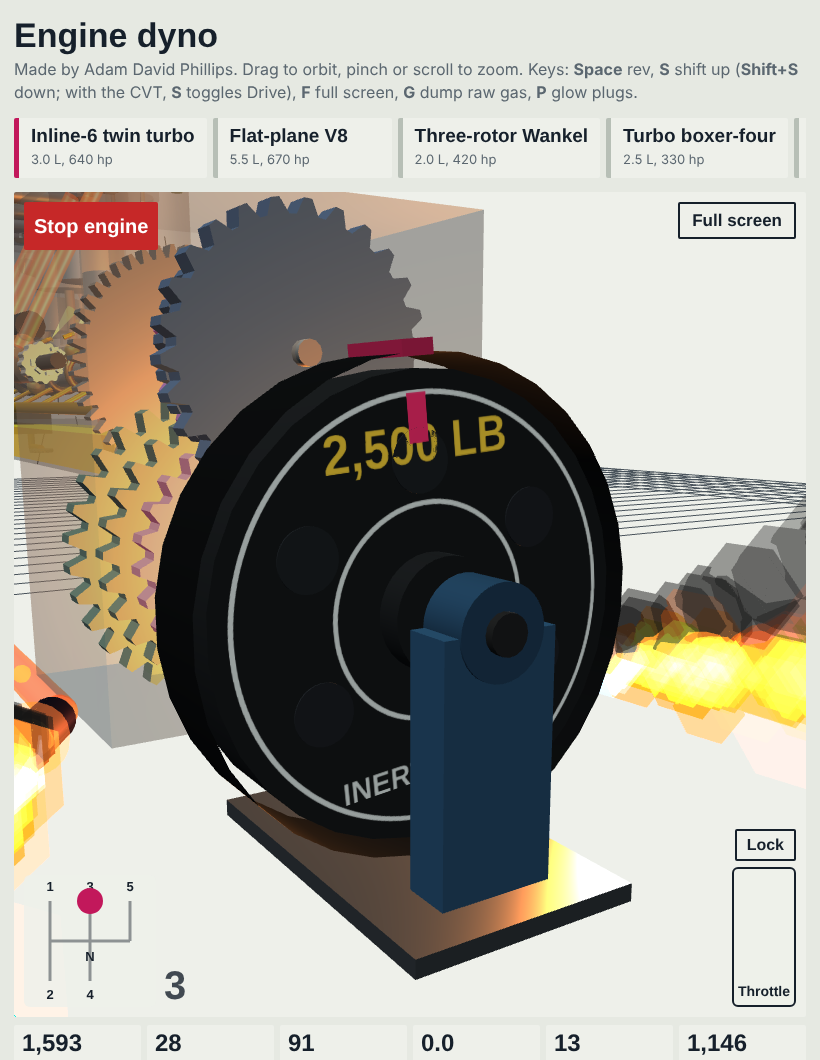 Engine dyno
Made by Adam David Phillips. Drag to orbit, pinch or scroll to zoom. Keys: Space rev, S shift up (Shift+S
down; with the CVT, S toggles Drive), F full screen, G dump raw gas, P glow plugs.
Inline-6 twin turbo
3.0 L, 640 hp
Flat-plane V8
5.5 L, 670 hp
Three-rotor Wankel
2.0 L, 420 hp
Turbo boxer-four
2.5 L, 330 hp
Stop engine
Full screen
2,500 LB
INER
Lock
Throttle
1 3 5
N
2 4
3
1,593 28 91 0.0 13 1,146